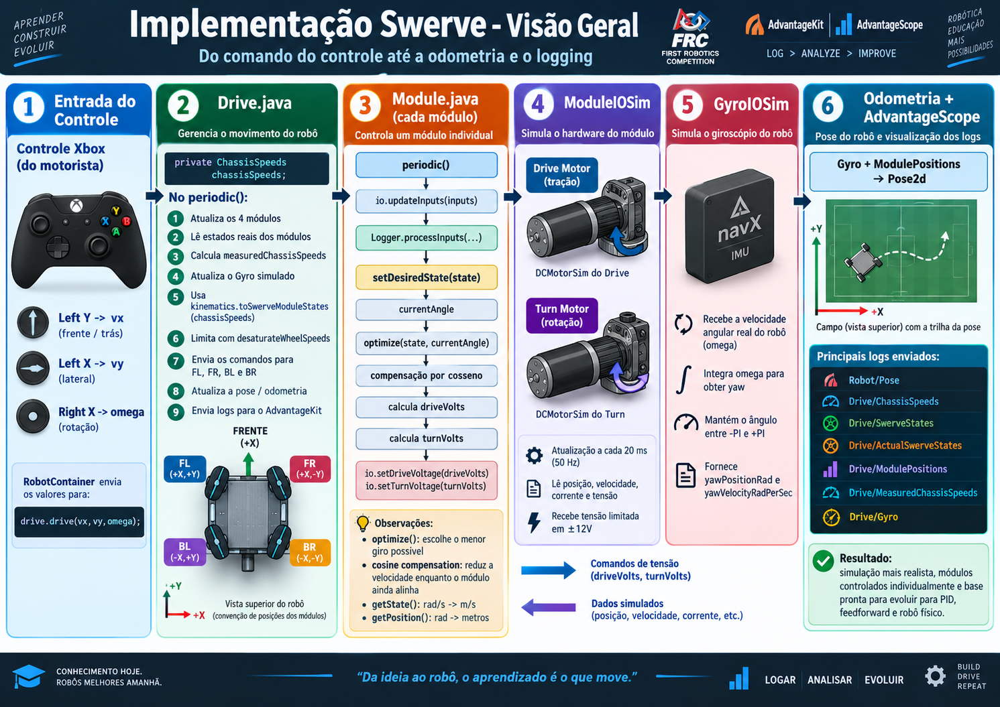 APRENDER
CONSTRUIR
EVOLUIR
Implementação Swerve - Visão Geral
Do comando do controle até a odometria e o logging
FRC
FIRST ROBOTICS
COMPETITION
AdvantageKit
AdvantageScope
LOG > ANALYZE > IMPROVE
ROBÓTICA
EDUCAÇÃO
MAIS
POSSIBILIDADES
1
Entrada do
Controle
Controle Xbox
(do motorista)
Y
X
B
A
Left Y -> vx
(frente / trás)
Left X -> vy
(lateral)
Right X -> omega
(rotação)
RobotContainer envia
os valores para:
drive.drive(vx,vy,omega);
2
Drive.java
Gerencia o movimento do robô
private ChassisSpeeds
chassisSpeeds;
No periodic():
1 Atualiza os 4 módulos
2 Lê estados reais dos módulos
3 Calcula measuredChassisSpeeds
4 Atualiza o Gyro simulado
5 Usa
kinematics.toSwerveModuleStates
(chassisSpeeds)
6 Limita com desaturateWheelSpeeds
7 Envia os comandos para
FL, FR, BL e BR
8 Atualiza a pose / odometria
9 Envia logs para o AdvantageKit
FRENTE
(+X)
FL
(+X,+Y)
FR
(+X,-Y)
BL
(-X,+Y)
BR
(-X,-Y)
+Y
+X
Vista superior do robô
(convenção de posições dos módulos)
3
Module.java
(cada módulo)
Controla um módulo individual
periodic()
io.updateInputs(inputs)
Logger.processInputs(...)
setDesiredState(state)
currentAngle
optimize(state, currentAngle)
compensação por cosseno
calcula driveVolts
calcula turnVolts
io.setDriveVoltage(driveVolts)
io.setTurnVoltage(turnVolts)
Observações:
• optimize(): escolhe o menor
giro possível
• cosine compensation: reduz a
velocidade enquanto o módulo
ainda alinha
• getState(): rad/s -> m/s
• getPosition(): rad -> metros
4
ModuleIOSim
Simula o hardware do módulo
Drive Motor
(tração)
DCMotorSim do Drive
Turn Motor
(rotação)
DCMotorSim do Turn
Atualização a cada 20 ms
(50 Hz)
Lê posição, velocidade,
corrente e tensão
Recebe tensão limitada
em ±12V
Comandos de tensão
(driveVolts, turnVolts)
Dados simulados
(posição, velocidade, corrente, etc.)
5
GyroIOSim
Simula o giroscópio do robô
navX
IMU
Recebe a velocidade
angular real do robô
(omega)
Integra omega para
obter yaw
Mantém o ângulo
entre -PI e +PI
Fornece
yawPositionRad e
yawVelocityRadPerSec
6
Odometria +
AdvantageScope
Pose do robô e visualização dos logs
Gyro + ModulePositions
→ Pose2d
+Y
+X
Campo (vista superior) com a trilha da pose
Principais logs enviados:
Robot/Pose
Drive/ChassisSpeeds
Drive/SwerveStates
Drive/ActualSwerveStates
Drive/ModulePositions
Drive/MeasuredChassisSpeeds
Drive/Gyro
Resultado:
simulação mais realista, módulos
controlados individualmente e base
pronta para evoluir para PID,
feedforward e robô físico.
CONHECIMENTO HOJE.
ROBÔS MELHORES AMANHÃ.
“Da ideia ao robô, o aprendizado é o que move.”
LOGAR | ANALISAR | EVOLUIR
BUILD
DRIVE
REPEAT